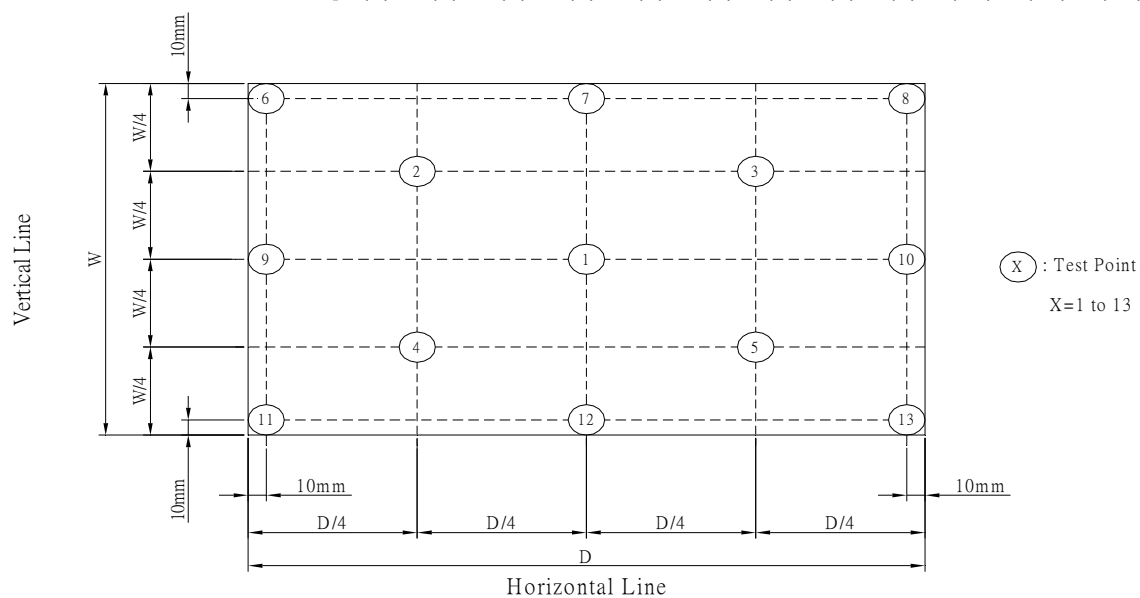 10mm
6 7 8
W/4
2 3
W/4
Vertical Line
W
9 1 10
X : Test Point
X=1 to 13
W/4
4 5
W/4
11 12 13
10mm
10mm 10mm
D/4 D/4 D/4 D/4
D
Horizontal Line